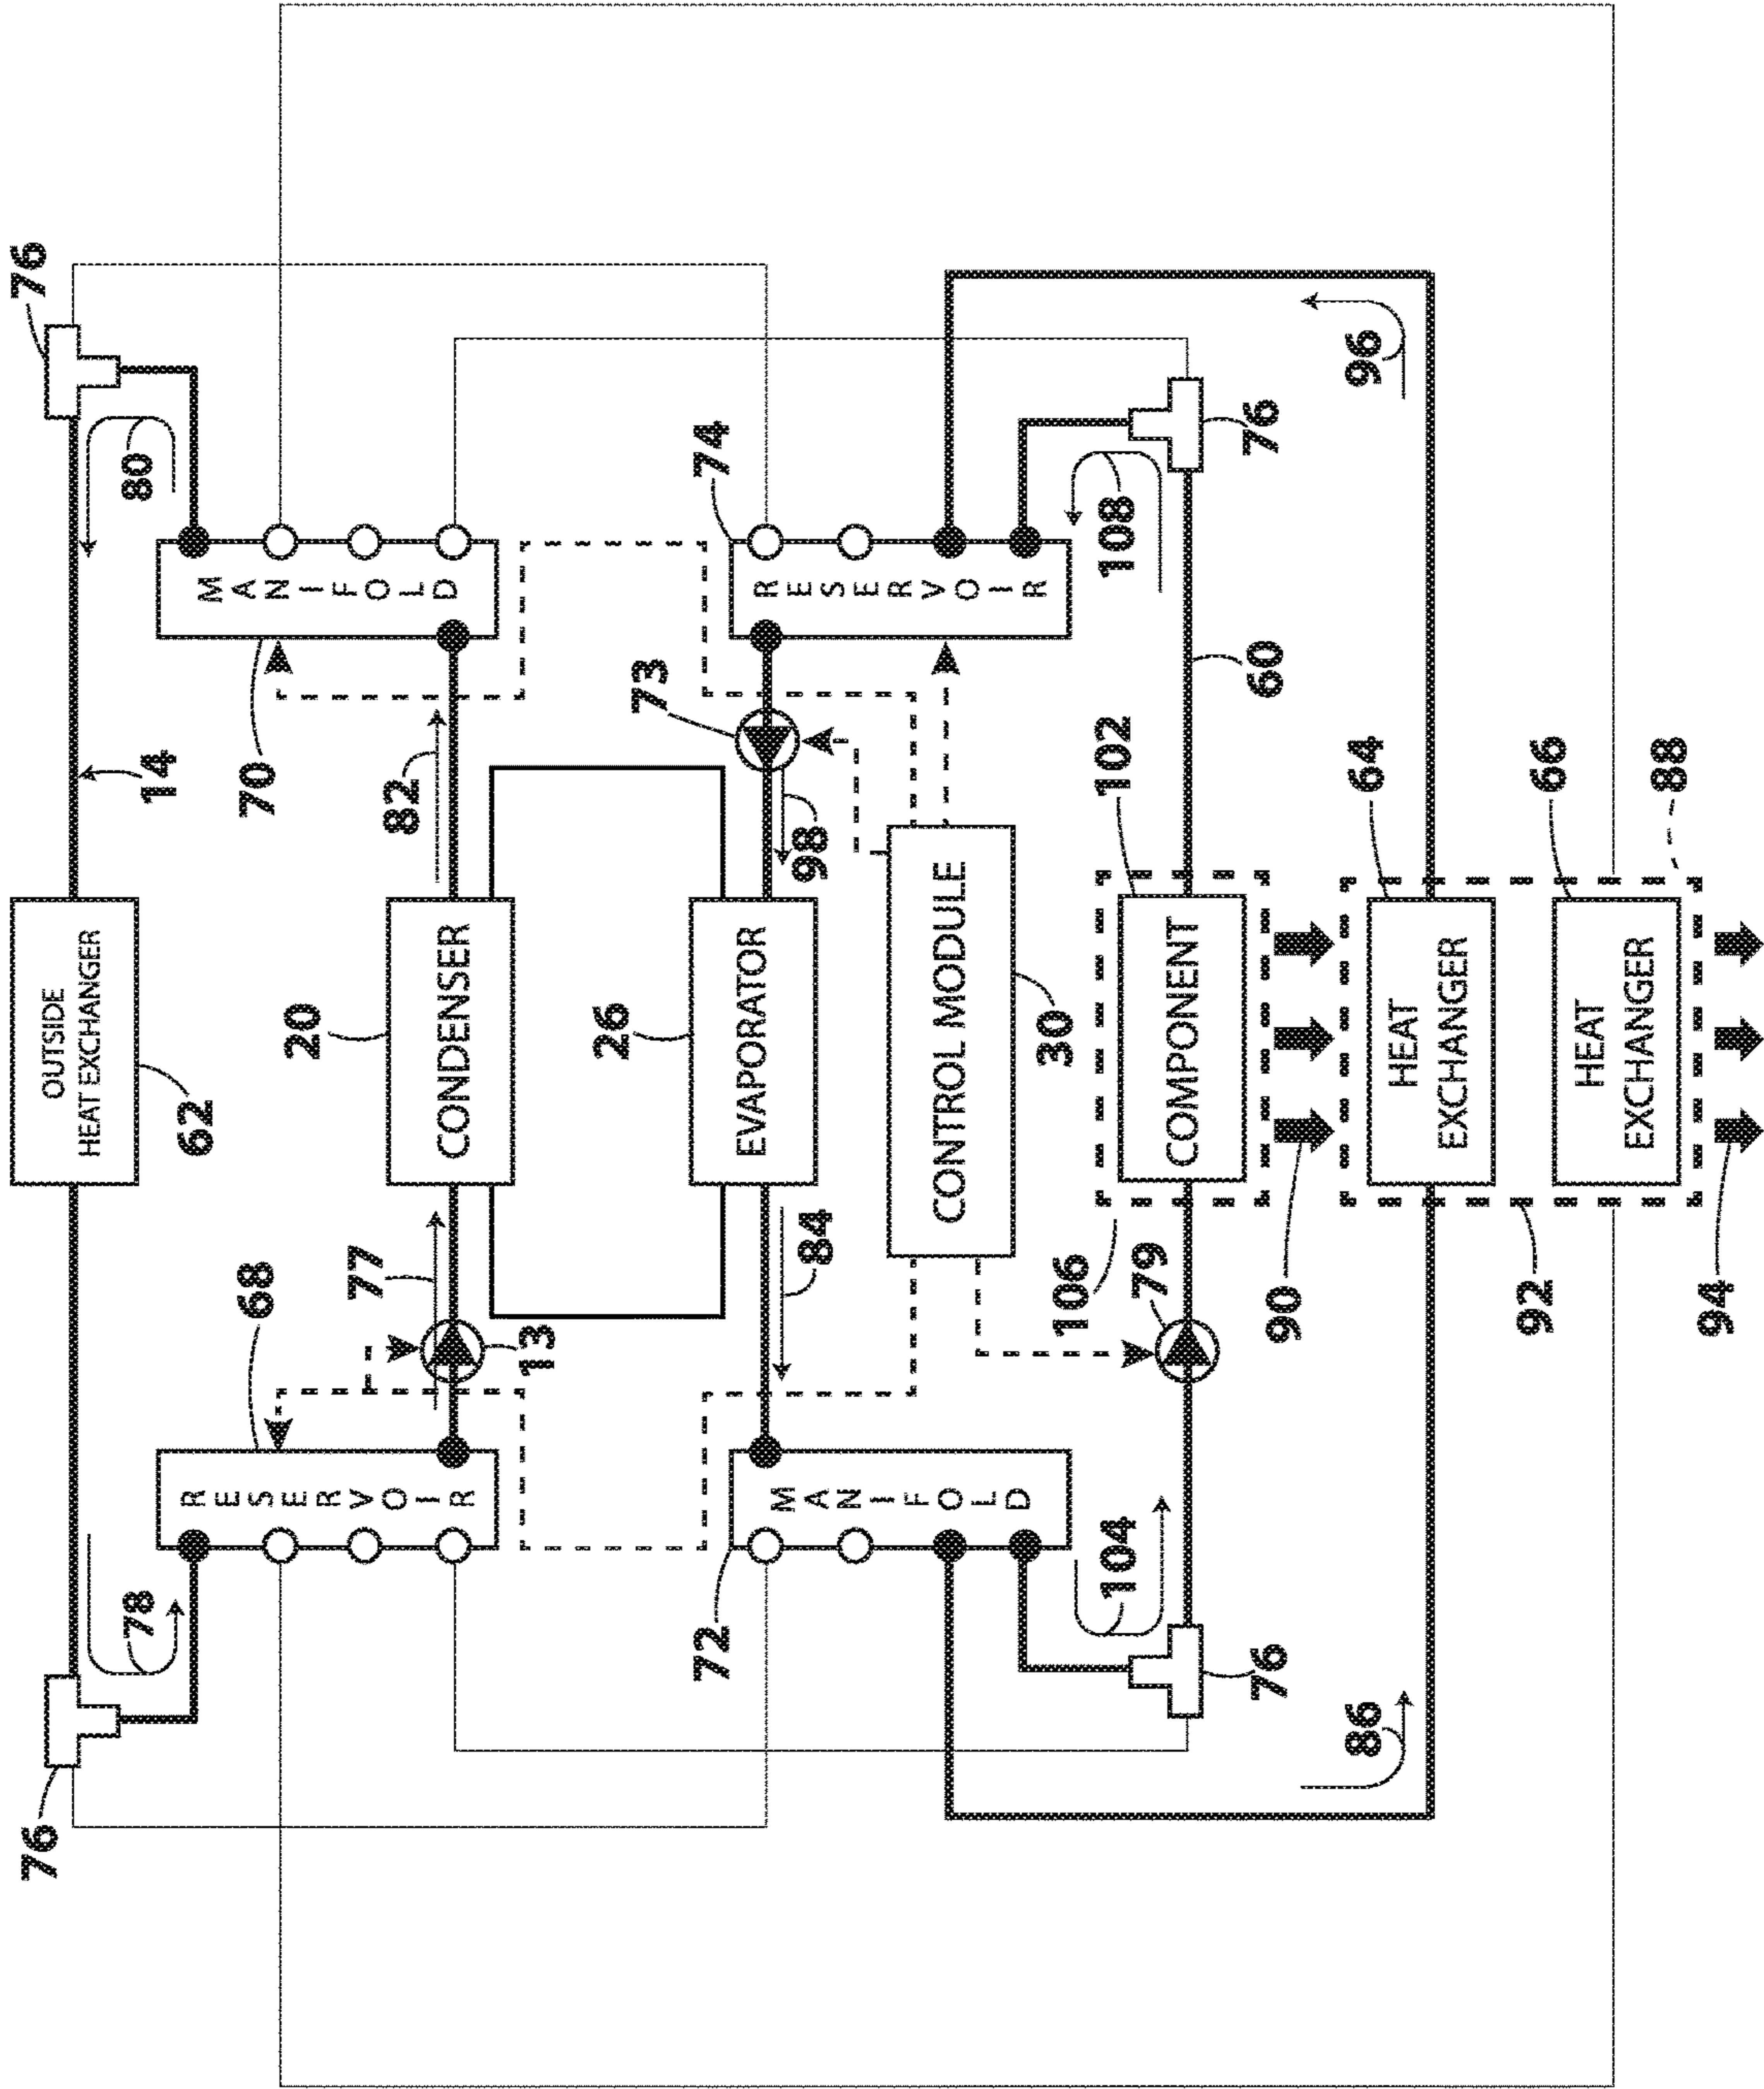 76
76
OUTSIDE
HEAT EXCHANGER
78
80
14
62
68
70
RESERVOIR
MANIFOLD
20
77
82
CONDENSER
13
26
73
72
74
EVAPORATOR
MANIFOLD
RESERVOIR
84
98
CONTROL MODULE
30
106
104
108
102
79
COMPONENT
76
76
60
90
86
64
96
HEAT
EXCHANGER
92
66
HEAT
EXCHANGER
88
94